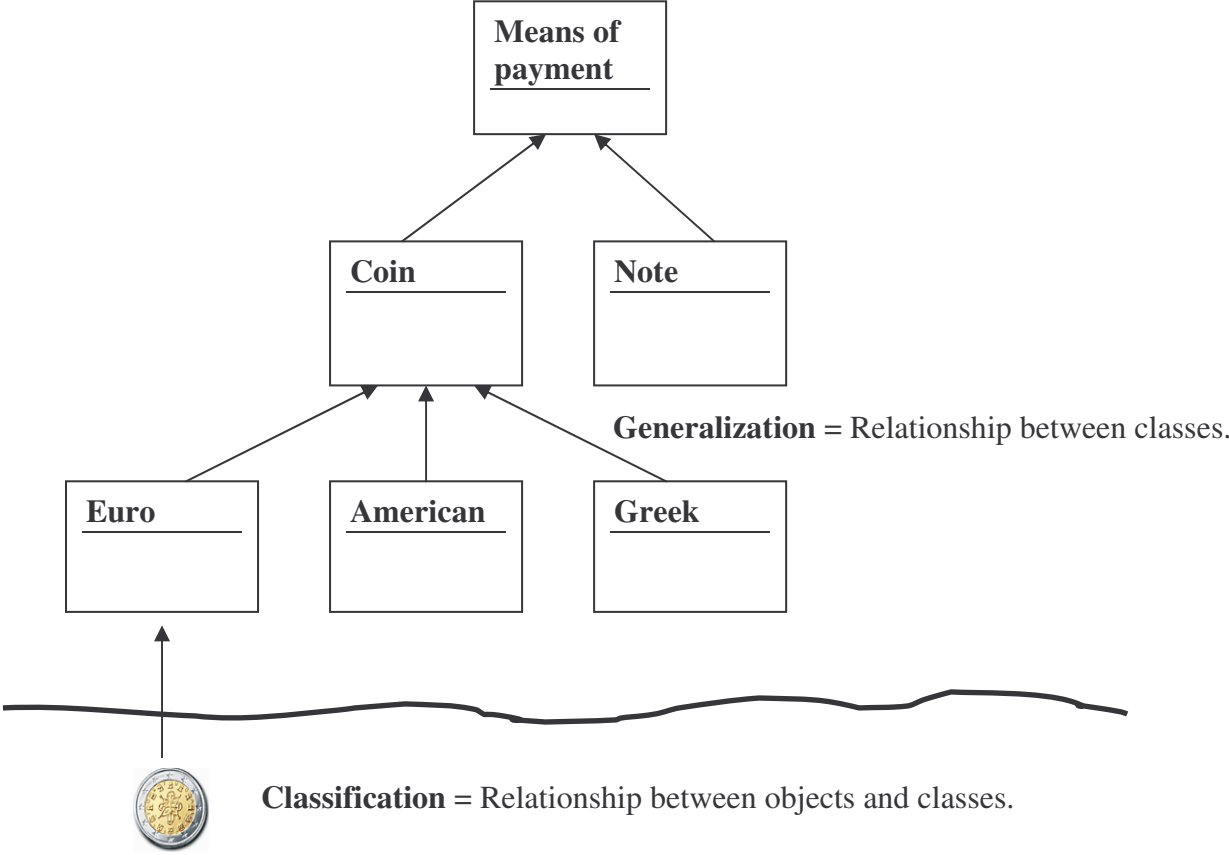 Means of
payment
Coin
Note
Generalization = Relationship between classes.
Euro
American
Greek
Classification = Relationship between objects and classes.